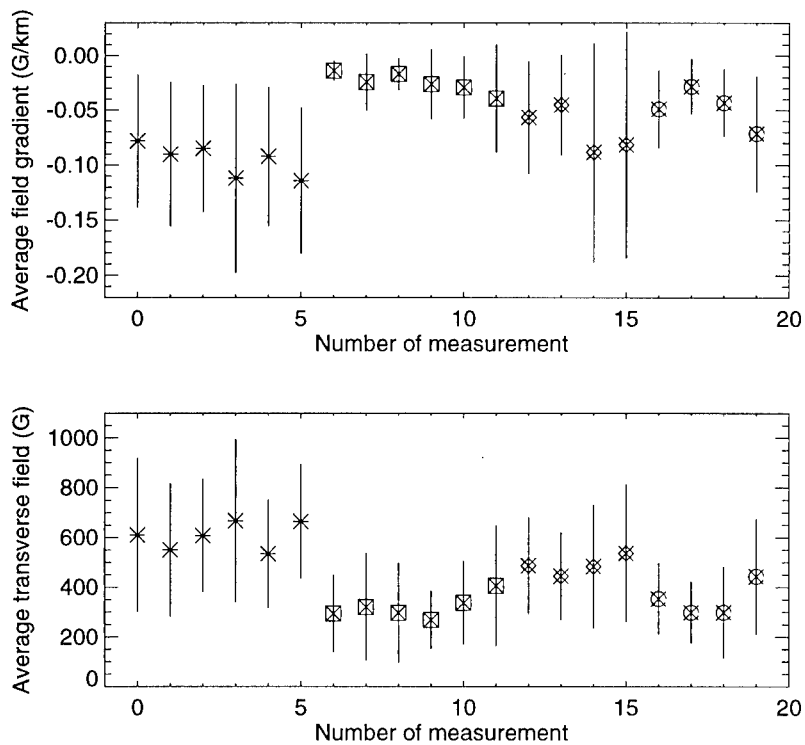 Average field gradient (G/km)
0.00
-0.05
-0.10
-0.15
-0.20
0 5 10 15 20
Number of measurement
Average transverse field (G)
1000
800
600
400
200
0
0 5 10 15 20
Number of measurement